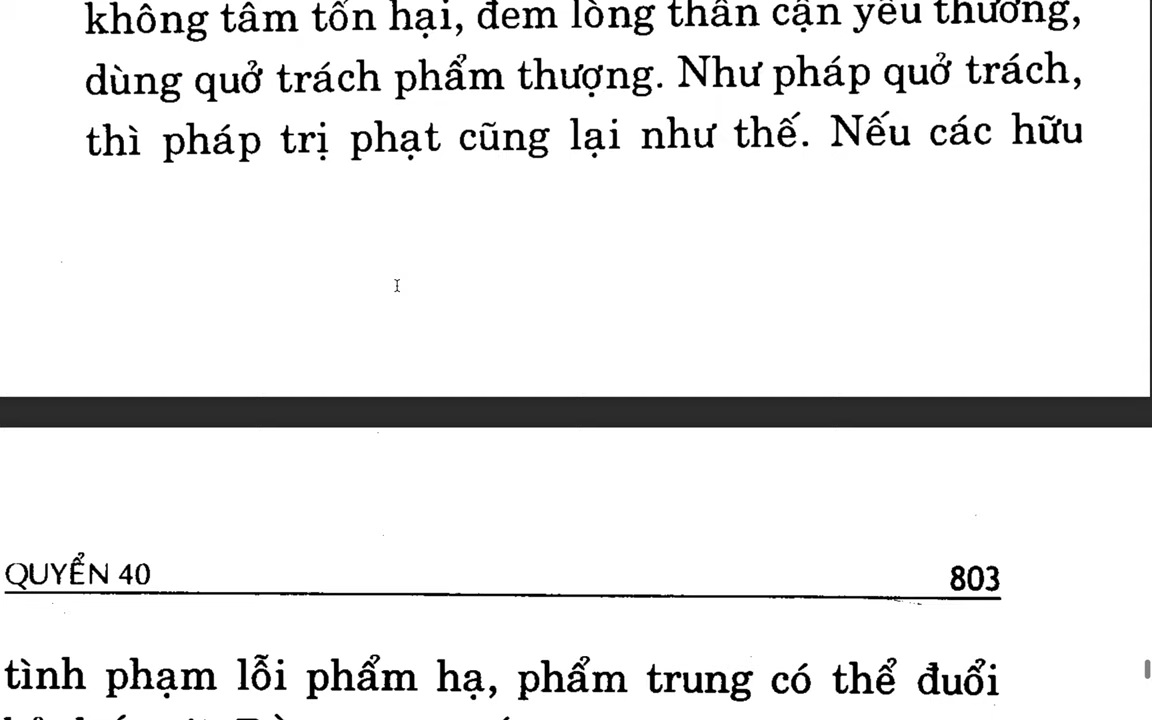 không tâm tổn hại, đem lòng thân cận yêu thương,
dùng quở trách phẩm thượng. Như pháp quở trách,
thì pháp trị phạt cũng lại như thế. Nếu các hữu
QUYỂN 40 803
tình phạm lỗi phẩm hạ, phẩm trung có thể đuổi